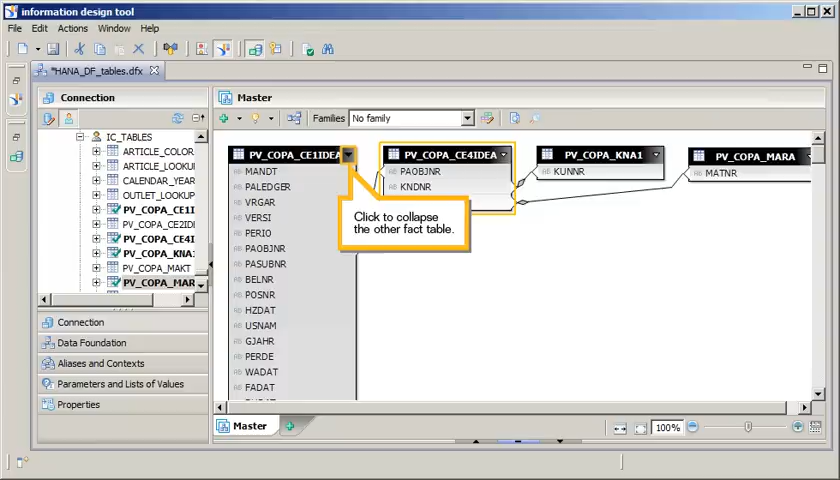 information design tool
File Edit Actions Window Help
*HANA_DF_tables.dfx
Connection
IC_TABLES
ARTICLE_COLOR
ARTICLE_LOOKUP
CALENDAR_YEAR
OUTLET_LOOKUP
PV_COPA_CE1I
PV_COPA_CE2IDE
PV_COPA_CE4I
PV_COPA_KNA
PV_COPA_MAKT
PV_COPA_MAR
Connection
Data Foundation
Aliases and Contexts
Parameters and Lists of Values
Properties
Master
Families No family
PV_COPA_CE1IDEA
MANDT
PALEDGER
VRGAR
VERSI
PERIO
PAOBJNR
PASUBNR
BELNR
POSNR
HZDAT
USNAM
GJAHR
PERDE
WADAT
FADAT
PV_COPA_CE4IDEA
PAOBJNR
KNDNR
PV_COPA_KNA1
KUNNR
PV_COPA_MARA
MATNR
Click to collapse
the other fact table.
Master
100%